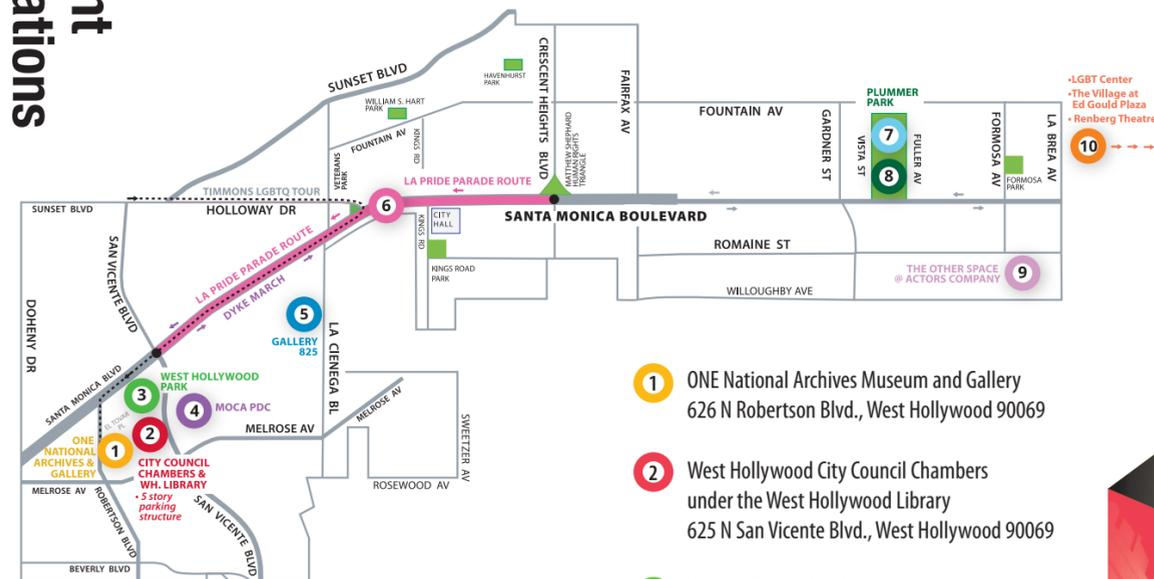 nt
ations
SUNSET BLVD
HAVENHURST
PARK
WILLIAM S. HART
PARK
FOUNTAIN AV
KINGS RD
VETERANS
PARK
CRESCENT HEIGHTS BLVD
MATTHEW SHEPHARD
HUMAN RIGHTS
TRIANGLE
FAIRFAX AV
FOUNTAIN AV
GARDNER ST
PLUMMER
PARK
VISTA ST
7
8
FULLER AV
FORMOSA AV
FORMOSA
PARK
LA BREA AV
•LGBT Center
•The Village at
Ed Gould Plaza
• Renberg Theatre
10
TIMMONS LGBTQ TOUR
LA PRIDE PARADE ROUTE
SUNSET BLVD
HOLLOWAY DR
6
SANTA MONICA BOULEVARD
KINGS RD
CITY
HALL
KINGS ROAD
PARK
ROMAINE ST
THE OTHER SPACE
@ ACTORS COMPANY
9
WILLOUGHBY AVE
SAN VICENTE BLVD
LA PRIDE PARADE ROUTE
DYKE MARCH
DOHENY DR
5
GALLERY
825
LA CIENEGA BL
SANTA MONICA BLVD
3
WEST HOLLYWOOD
PARK
4
MOCA PDC
EL TOVAR
PL
2
1
ONE
NATIONAL
ARCHIVES &
GALLERY
CITY COUNCIL
CHAMBERS &
WH. LIBRARY
• 5 story
parking
structure
MELROSE AV
MELROSE AV
MELROSE AV
SWEETZER AV
ROSEWOOD AV
ROBERTSON BLVD
SAN VICENTE BLVD
BEVERLY BLVD
1 ONE National Archives Museum and Gallery
626 N Robertson Blvd., West Hollywood 90069
2 West Hollywood City Council Chambers
under the West Hollywood Library
625 N San Vicente Blvd., West Hollywood 90069